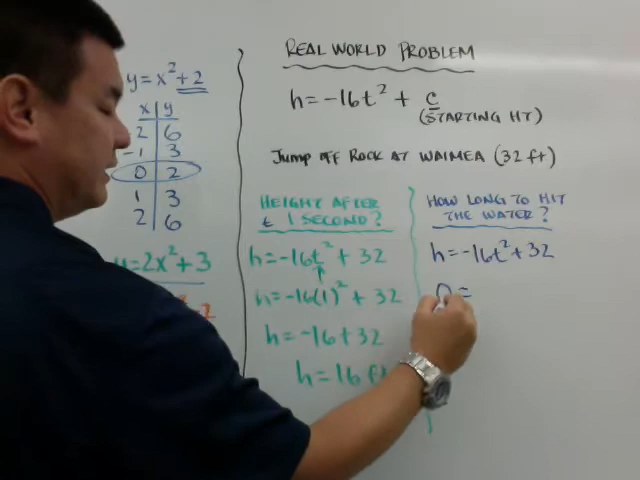 y = x² + 2
x | y
2 | 6
-1 | 3
0 | 2
1 | 3
2 | 6
y = 2x² + 3
REAL WORLD PROBLEM
h = -16t² + c
(STARTING HT)
JUMP OFF ROCK AT WAIMEA (32 ft)
HEIGHT AFTER
1 SECOND?
h = -16t² + 32
h = -16(1)² + 32
h = -16 + 32
h = 16 ft
HOW LONG TO HIT
THE WATER?
h = -16t² + 32
0 =